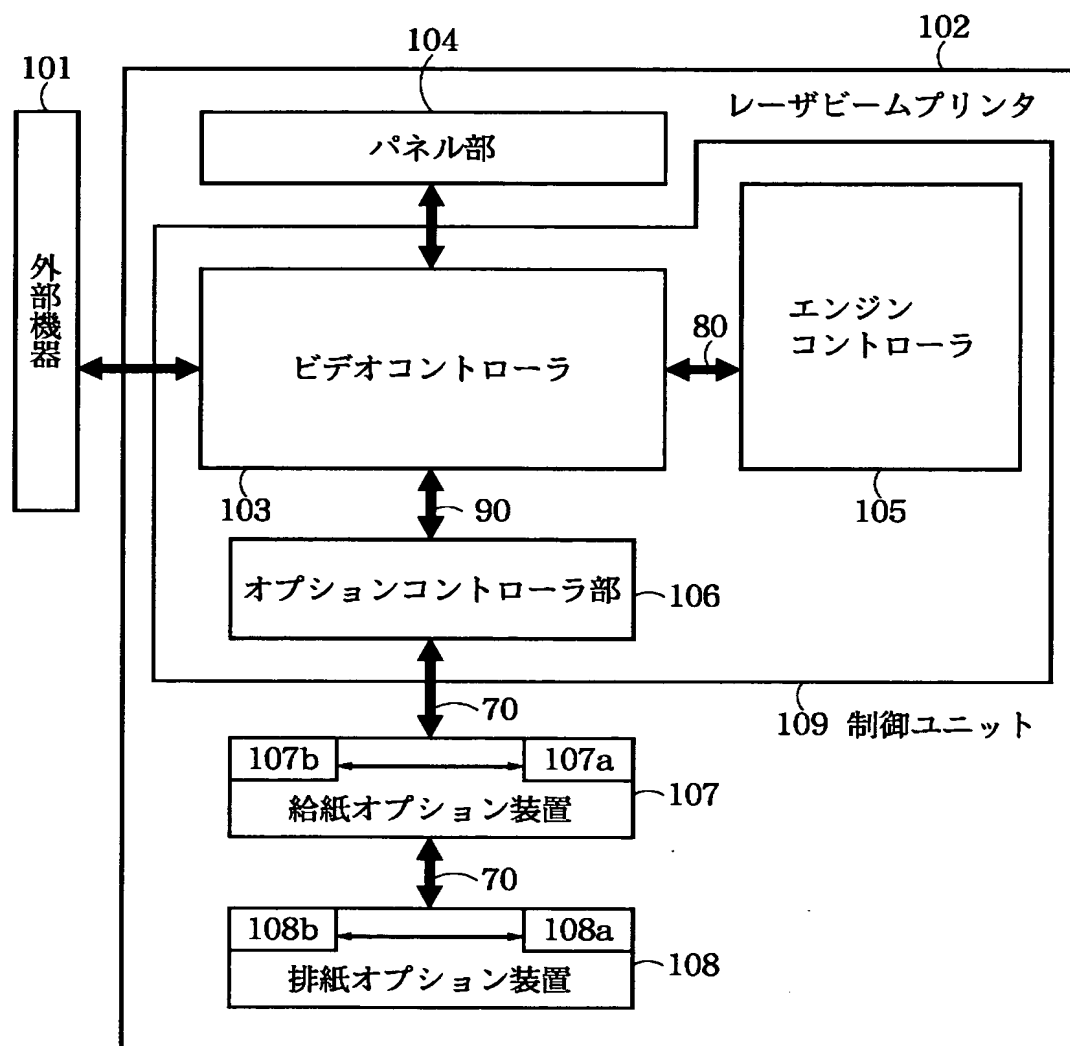 102
104
101
レーザビームプリンタ
パネル部
外部機器
エンジン
コントローラ
80
ビデオコントローラ
103
90
105
オプションコントローラ部
106
70
109 制御ユニット
107b
107a
給紙オプション装置
107
70
108b
108a
排紙オプション装置
108